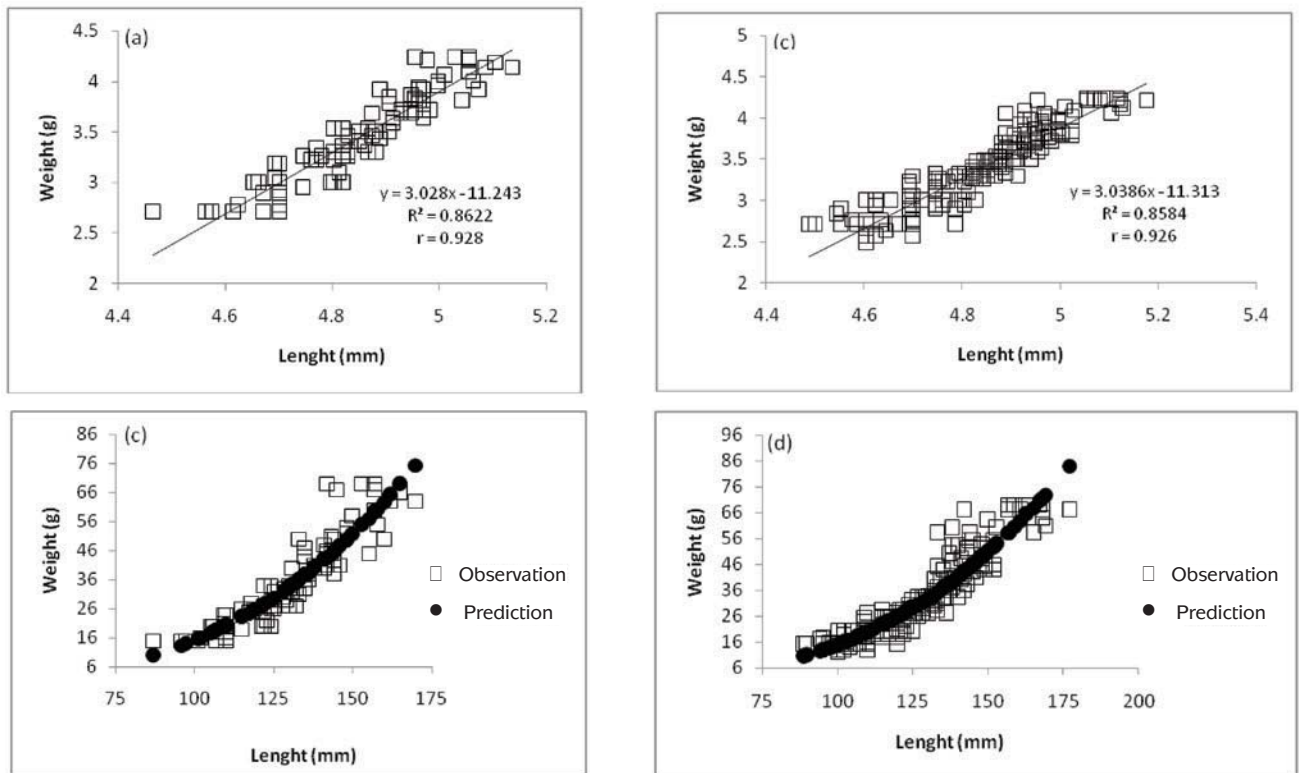 (a)
Weight (g)
4.5
4
3.5
3
2.5
2
y = 3.028x - 11.243
R² = 0.8622
r = 0.928
4.4 4.6 4.8 5 5.2
Lenght (mm)
(c)
Weight (g)
5
4.5
4
3.5
3
2.5
2
y = 3.0386x - 11.313
R² = 0.8584
r = 0.926
4.4 4.6 4.8 5 5.2 5.4
Lenght (mm)
(c)
Weight (g)
86
76
66
56
46
36
26
16
6
Observation
Prediction
75 100 125 150 175
Lenght (mm)
(d)
Weight (g)
96
86
76
66
56
46
36
26
16
6
Observation
Prediction
75 100 125 150 175 200
Lenght (mm)